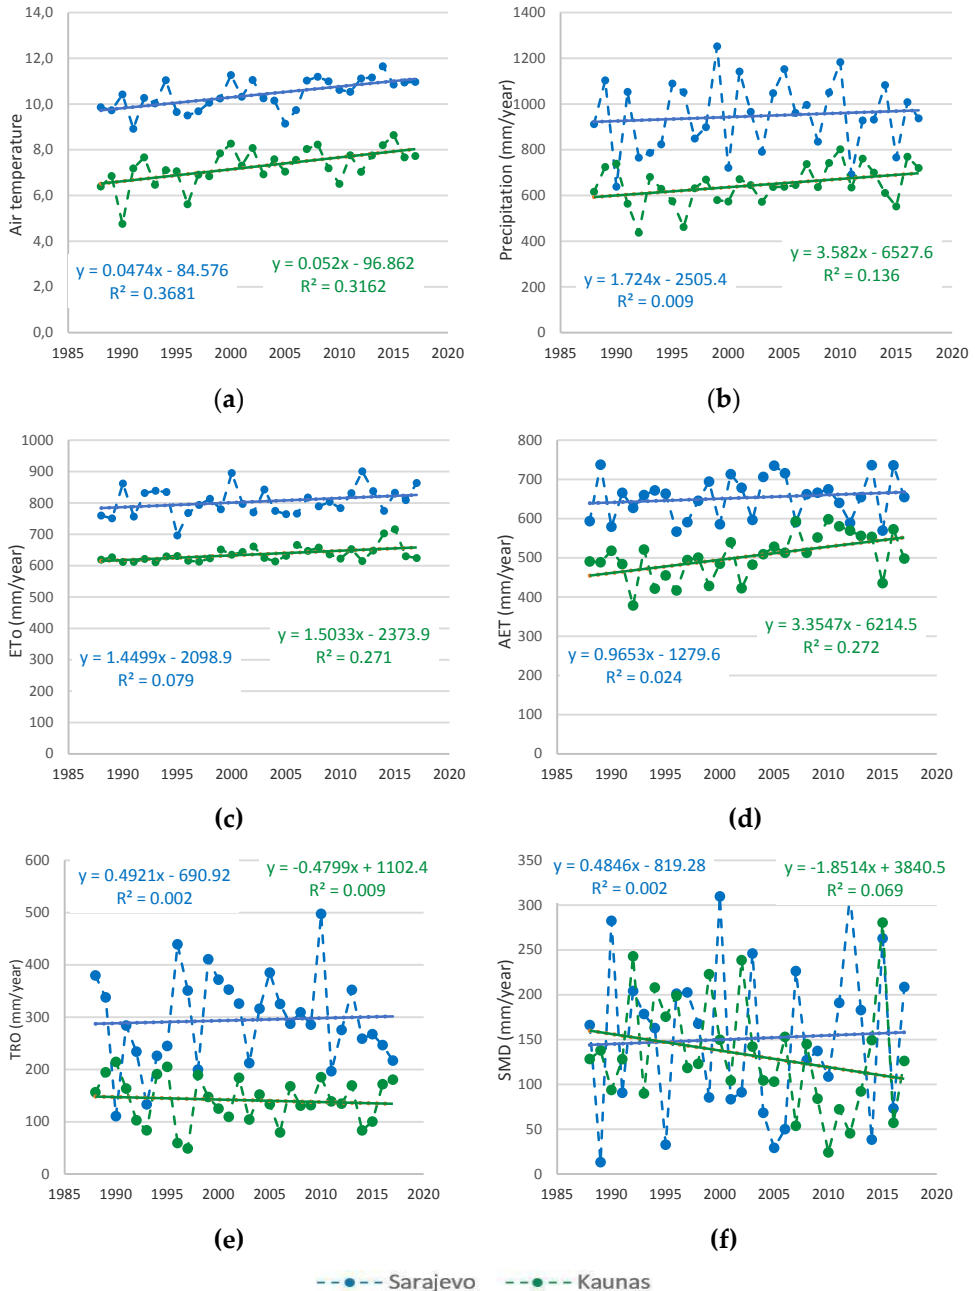 14,0
12,0
10,0
8,0
6,0
4,0
2,0
0,0
Air temperature
y = 0.0474x - 84.576
R² = 0.3681
y = 0.052x - 96.862
R² = 0.3162
1985 1990 1995 2000 2005 2010 2015 2020
(a)
1400
1200
1000
800
600
400
200
0
Precipitation (mm/year)
y = 1.724x - 2505.4
R² = 0.009
y = 3.582x - 6527.6
R² = 0.136
1985 1990 1995 2000 2005 2010 2015 2020
(b)
1000
900
800
700
600
500
400
300
200
100
0
ETo (mm/year)
y = 1.4499x - 2098.9
R² = 0.079
y = 1.5033x - 2373.9
R² = 0.271
1985 1990 1995 2000 2005 2010 2015 2020
(c)
800
700
600
500
400
300
200
100
0
AET (mm/year)
y = 0.9653x - 1279.6
R² = 0.024
y = 3.3547x - 6214.5
R² = 0.272
1985 1990 1995 2000 2005 2010 2015 2020
(d)
600
500
400
300
200
100
0
TRO (mm/year)
y = 0.4921x - 690.92
R² = 0.002
y = -0.4799x + 1102.4
R² = 0.009
1985 1990 1995 2000 2005 2010 2015 2020
(e)
350
300
250
200
150
100
50
0
SMD (mm/year)
y = 0.4846x - 819.28
R² = 0.002
y = -1.8514x + 3840.5
R² = 0.069
1985 1990 1995 2000 2005 2010 2015 2020
(f)
Sarajevo Kaunas